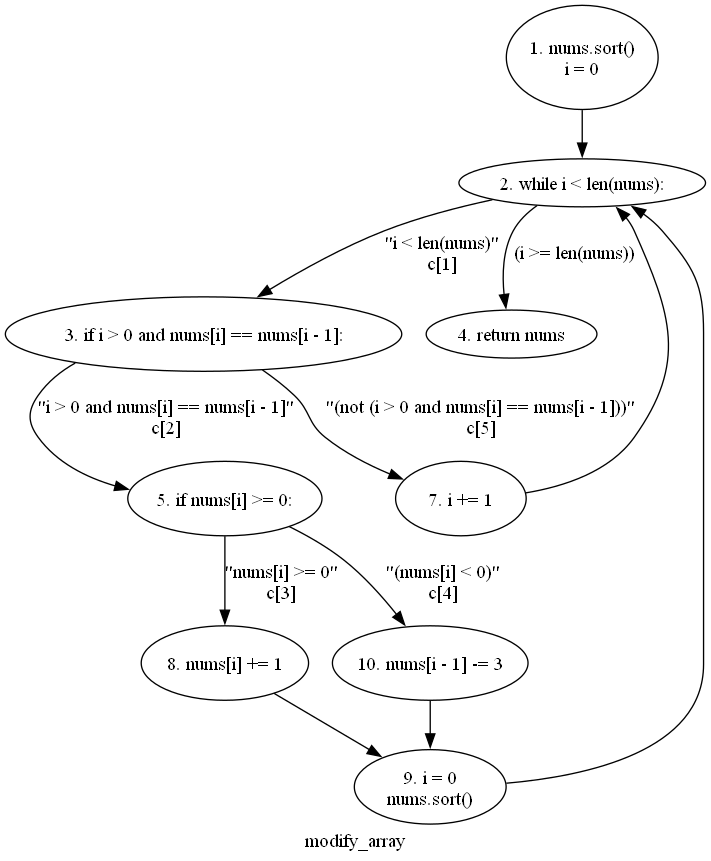 1. nums.sort()
i = 0
2. while i < len(nums):
"i < len(nums)"
c[1]
(i >= len(nums))
3. if i > 0 and nums[i] == nums[i - 1]:
4. return nums
"i > 0 and nums[i] == nums[i - 1]"
c[2]
"(not (i > 0 and nums[i] == nums[i - 1]))"
c[5]
5. if nums[i] >= 0:
7. i += 1
"nums[i] >= 0"
c[3]
"(nums[i] < 0)"
c[4]
8. nums[i] += 1
10. nums[i - 1] -= 3
9. i = 0
nums.sort()
modify_array